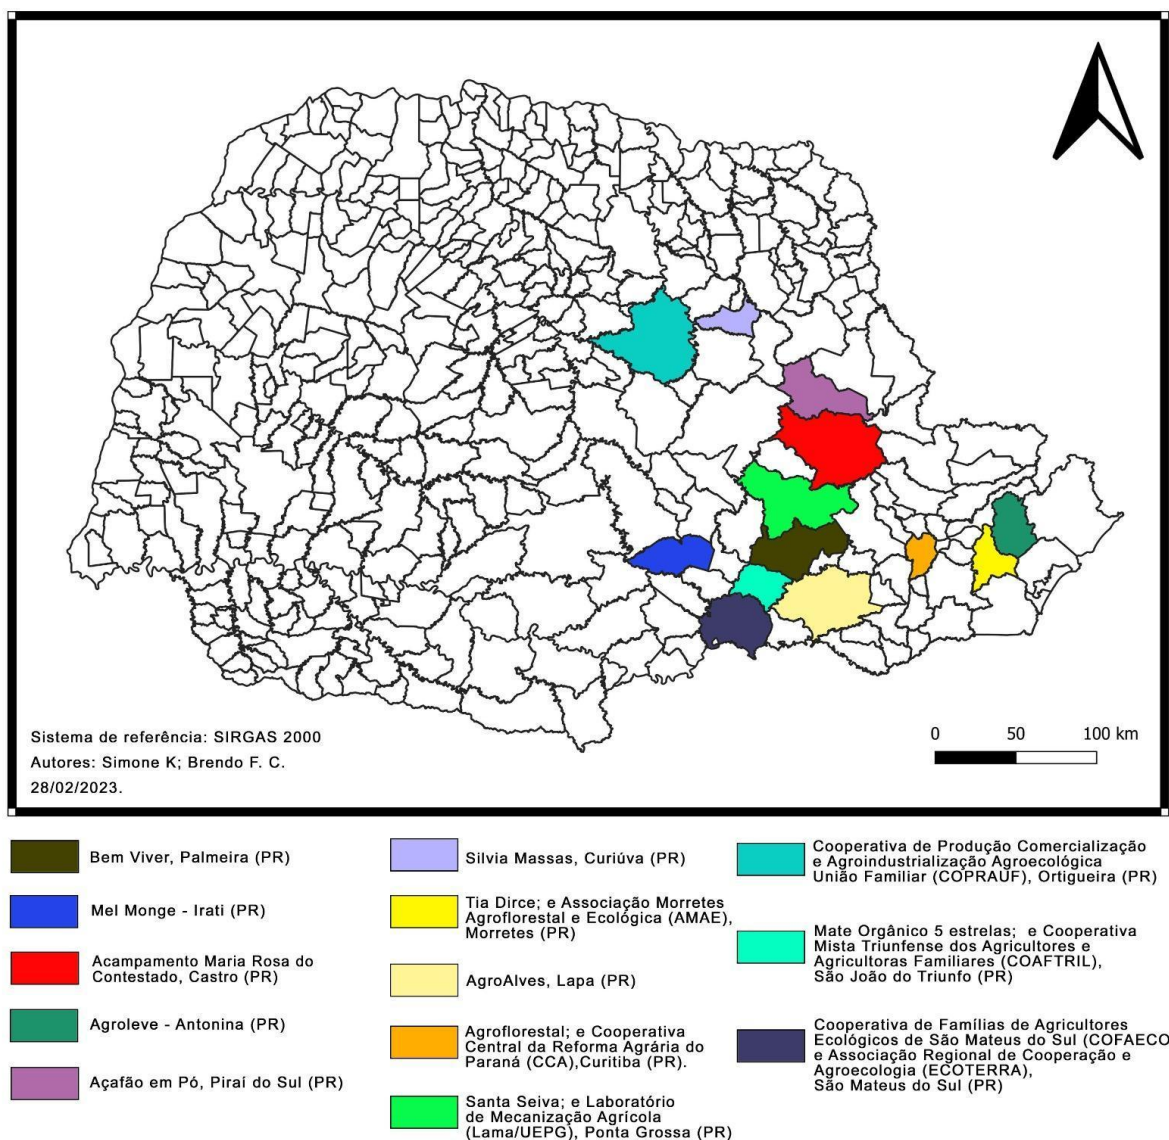 Sistema de referência: SIRGAS 2000
Autores: Simone K; Brendo F. C.
28/02/2023.
0 50 100 km
Bem Viver, Palmeira (PR)
Mel Monge - Irati (PR)
Acampamento Maria Rosa do
Contestado, Castro (PR)
Agroleve - Antonina (PR)
Açafão em Pó, Piraí do Sul (PR)
Silvia Massas, Curiúva (PR)
Tia Dirce; e Associação Morretes
Agroflorestal e Ecológica (AMAE),
Morretes (PR)
AgroAlves, Lapa (PR)
Agroflorestal; e Cooperativa
Central da Reforma Agrária do
Paraná (CCA),Curitiba (PR).
Santa Seiva; e Laboratório
de Mecanização Agrícola
(Lama/UEPG), Ponta Grossa (PR)
Cooperativa de Produção Comercialização
e Agroindustrialização Agroecológica
União Familiar (COPRAUF), Ortigueira (PR)
Mate Orgânico 5 estrelas; e Cooperativa
Mista Triunfense dos Agricultores e
Agricultoras Familiares (COAFTRIL),
São João do Triunfo (PR)
Cooperativa de Famílias de Agricultores
Ecológicos de São Mateus do Sul (COFAECO
e Associação Regional de Cooperação e
Agroecologia (ECOTERRA),
São Mateus do Sul (PR)